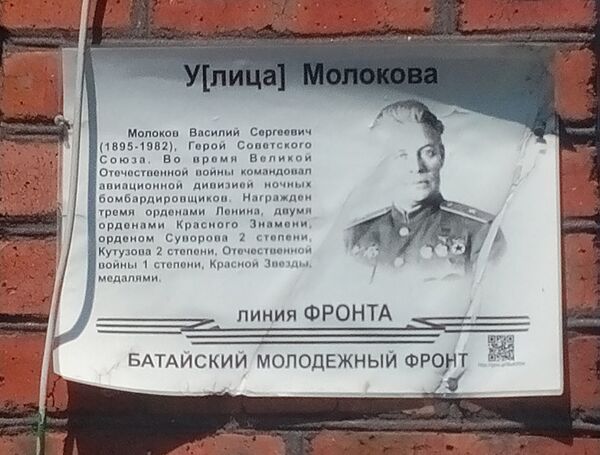 У[лица] Молокова
Молоков Василий Сергеевич
(1895-1982), Герой Советского
Союза. Во время Великой
Отечественной войны командовал
авиационной дивизией ночных
бомбардировщиков. Награжден
тремя орденами Ленина, двумя
орденами Красного Знамени,
орденом Суворова 2 степени,
Кутузова 2 степени, Отечественной
войны 1 степени, Красной Звезды,
медалями.
линия ФРОНТА
БАТАЙСКИЙ МОЛОДЕЖНЫЙ ФРОНТ